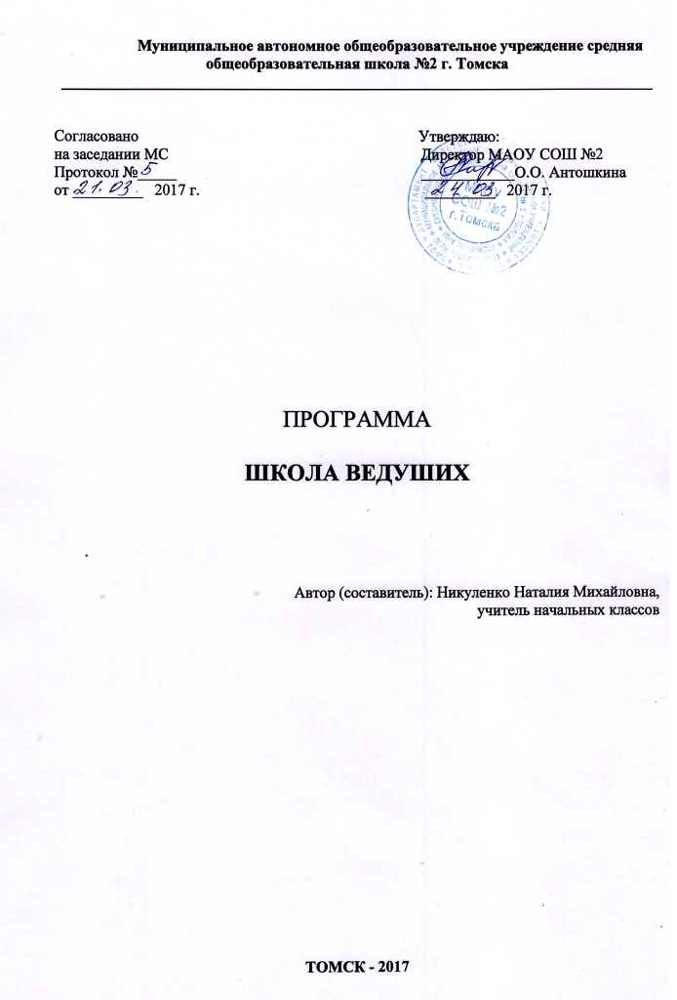 Муниципальное автономное общеобразовательное учреждение средняя
общеобразовательная школа №2 г. Томска
Согласовано
на заседании МС
Протокол № 5
от 21.03. 2017 г.
Утверждаю:
Директор МАОУ СОШ №2
О.О. Антошкина
24 03 2017 г.
МАОУ
СОШ №2
г.Томска
ПРОГРАММА
ШКОЛА ВЕДУШИХ
Автор (составитель): Никуленко Наталия Михайловна,
учитель начальных классов
ТОМСК - 2017